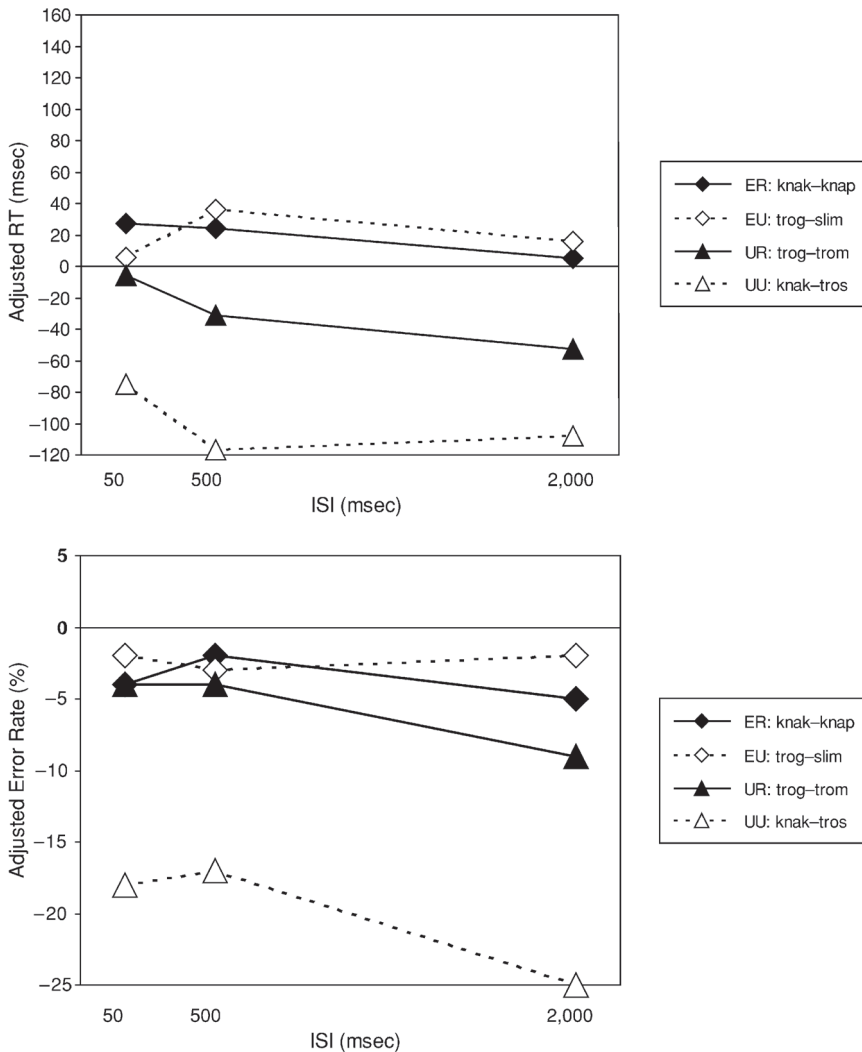 160
140
120
100
80
60
40
20
0
−20
−40
−60
−80
−100
−120
Adjusted RT (msec)
50 500 2,000
ISI (msec)
ER: knak–knap
EU: trog–slim
UR: trog–trom
UU: knak–tros
5
0
−5
−10
−15
−20
−25
Adjusted Error Rate (%)
50 500 2,000
ISI (msec)
ER: knak–knap
EU: trog–slim
UR: trog–trom
UU: knak–tros